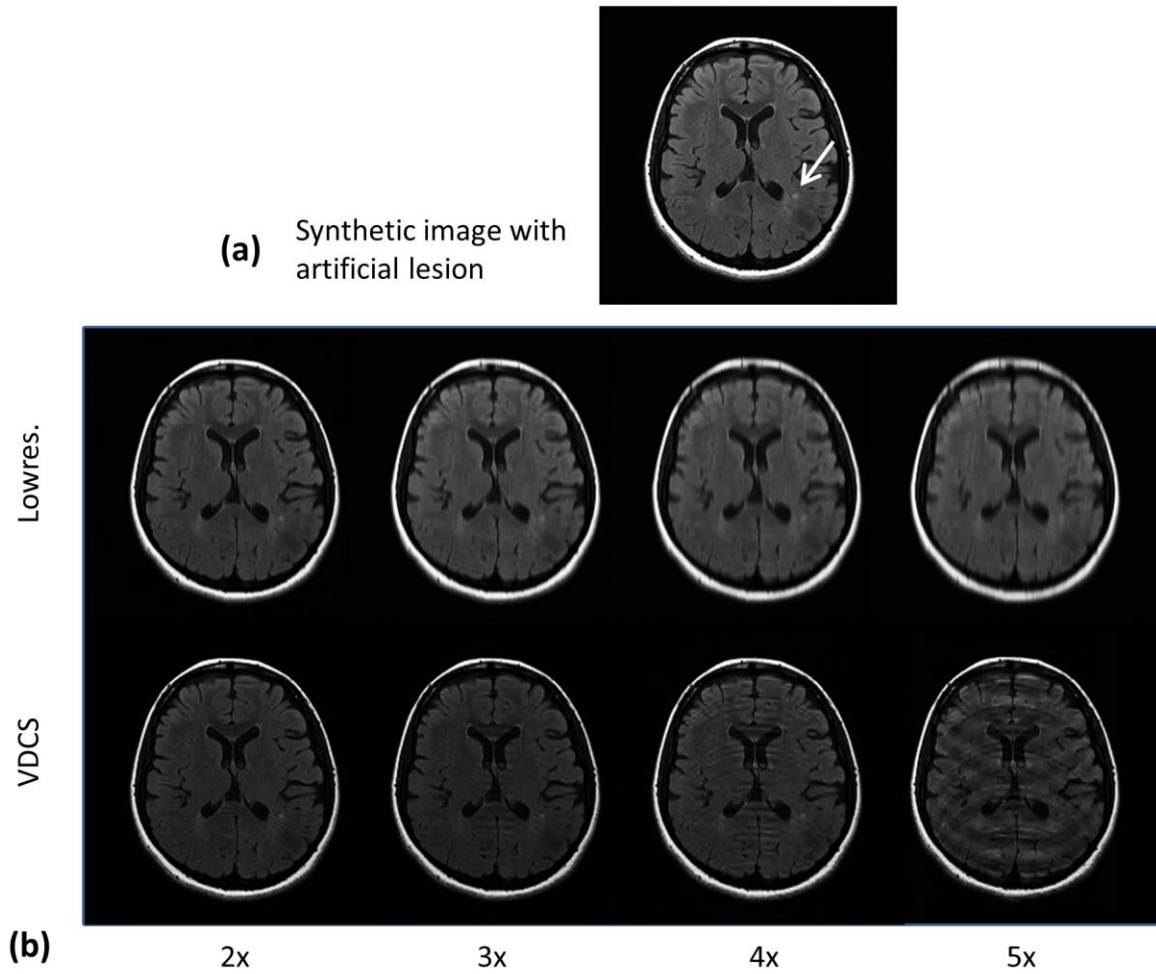 (a) Synthetic image with
artificial lesion
Lowres.
VDCS
(b)
2x 3x 4x 5x